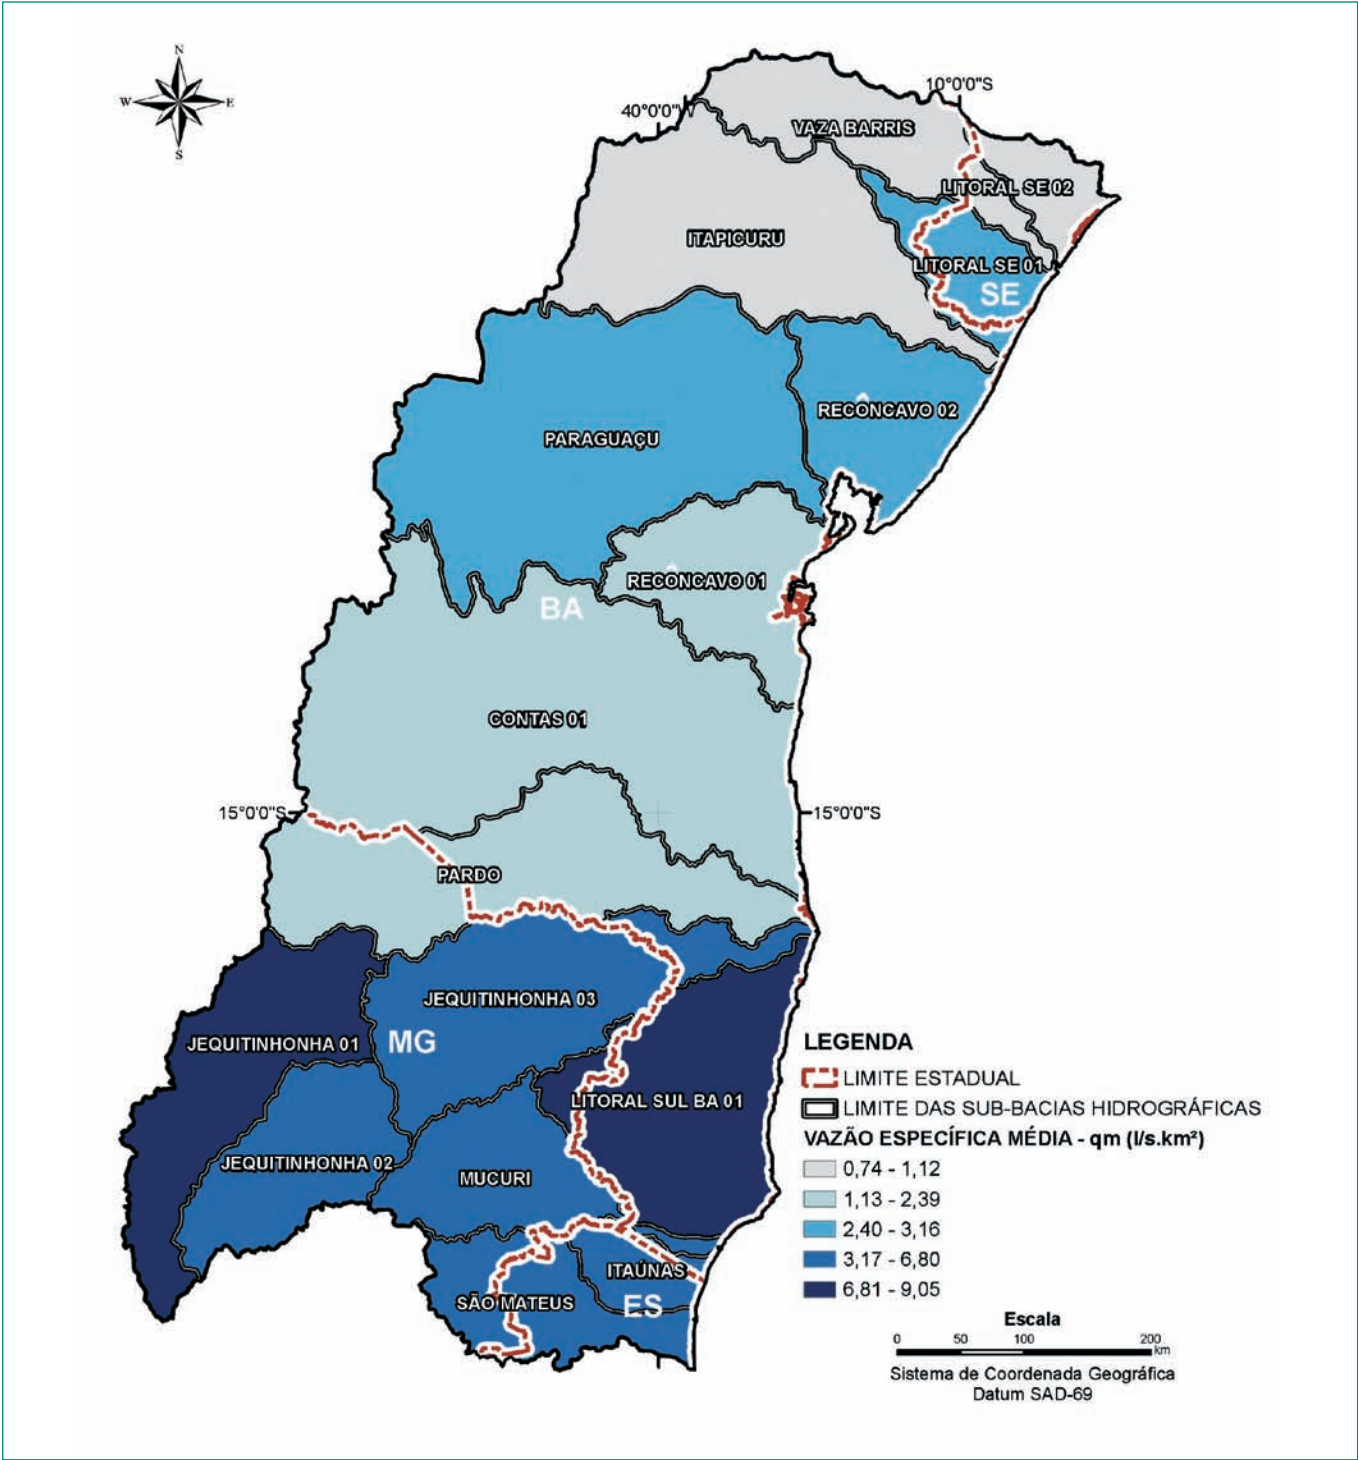 N
W E
S
10°0'0"S
40°0'0"W
VAZA BARRIS
LITORAL SE 02
ITAPICURU
LITORAL SE 01
SE
RECÔNCAVO 02
PARAGUAÇU
RECÔNCAVO 01
BA
CONTAS 01
15°0'0"S
15°0'0"S
PARDO
JEQUITINHONHA 03
JEQUITINHONHA 01
MG
LITORAL SUL BA 01
JEQUITINHONHA 02
MUCURI
ITAÚNAS
SÃO MATEUS
ES
LEGENDA
LIMITE ESTADUAL
LIMITE DAS SUB-BACIAS HIDROGRÁFICAS
VAZÃO ESPECÍFICA MÉDIA - qm (l/s.km²)
0,74 - 1,12
1,13 - 2,39
2,40 - 3,16
3,17 - 6,80
6,81 - 9,05
Escala
0 50 100 200
km
Sistema de Coordenada Geográfica
Datum SAD-69